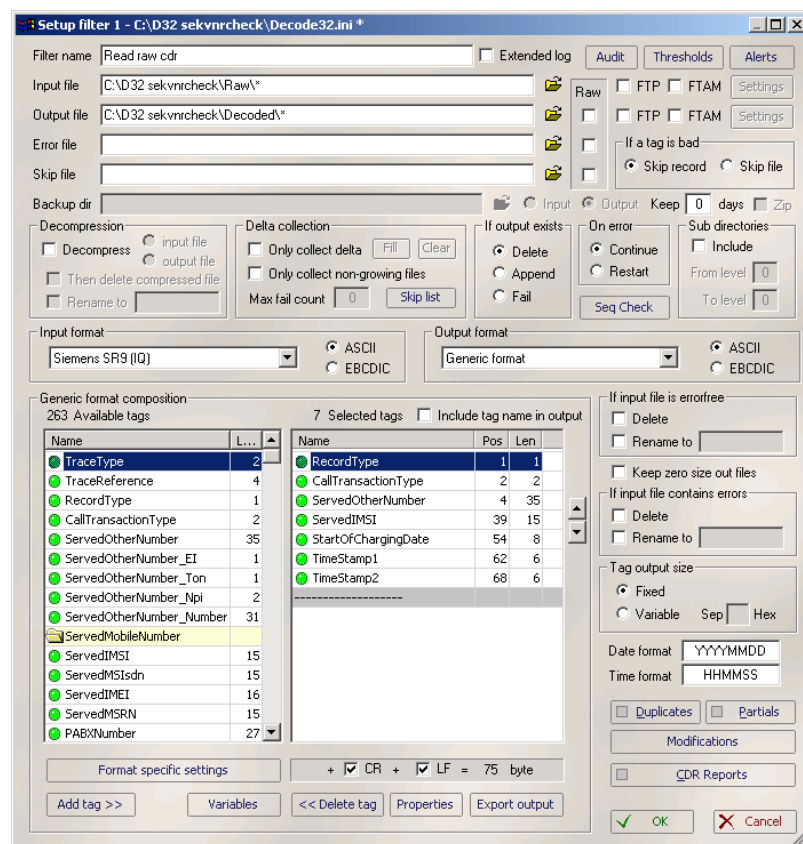 Setup filter 1 - C:\D32 sekvnrcheck\Decode32.ini *
Filter name Read raw cdr Extended log Audit Thresholds Alerts
Input file C:\D32 sekvnrcheck\Raw\* Raw FTP FTAM Settings
Output file C:\D32 sekvnrcheck\Decoded\* FTP FTAM Settings
Error file If a tag is bad
Skip file Skip record Skip file
Backup dir Input Output Keep 0 days Zip
Decompression Delta collection If output exists On error Sub directories
Decompress input file output file Only collect delta Fill Clear Delete Continue Include
Then delete compressed file Only collect non-growing files Append Restart From level 0
Rename to Max fail count 0 Skip list Fail Seq Check To level 0
Input format Output format
Siemens SR9 (IQ) ASCII EBCDIC Generic format ASCII EBCDIC
Generic format composition
263 Available tags 7 Selected tags Include tag name in output
Name L... Name Pos Len
TraceType 2 RecordType 1 1
TraceReference 4 CallTransactionType 2 2
RecordType 1 ServedOtherNumber 4 35
CallTransactionType 2 ServedIMSI 39 15
ServedOtherNumber 35 StartOfChargingDate 54 8
ServedOtherNumber_EI 1 TimeStamp1 62 6
ServedOtherNumber_Ton 1 TimeStamp2 68 6
ServedOtherNumber_Npi 2 -------------------
ServedOtherNumber_Number 31
ServedMobileNumber
ServedIMSI 15
ServedMSIsdn 15
ServedIMEI 16
ServedMSRN 15
PABXNumber 27
Format specific settings + CR + LF = 75 byte
Add tag >> Variables << Delete tag Properties Export output
If input file is errorfree
Delete
Rename to
Keep zero size out files
If input file contains errors
Delete
Rename to
Tag output size
Fixed
Variable Sep Hex
Date format YYYYMMDD
Time format HHMMSS
Duplicates Partials
Modifications
CDR Reports
OK Cancel